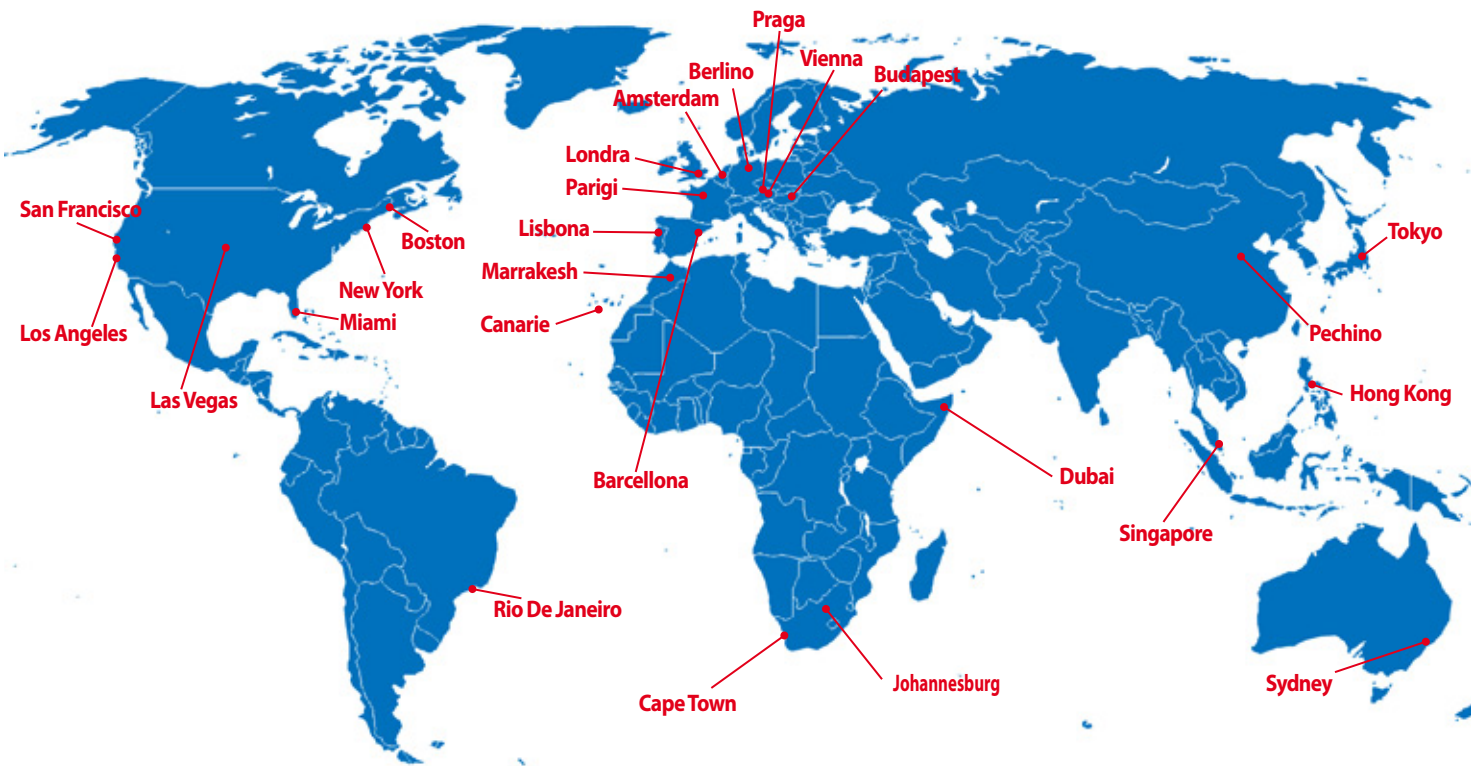 Praga
Vienna
Berlino
Budapest
Amsterdam
Londra
Parigi
San Francisco
Boston
Lisbona
Tokyo
Marrakesh
New York
Canarie
Miami
Los Angeles
Pechino
Las Vegas
Hong Kong
Barcellona
Dubai
Singapore
Rio De Janeiro
Johannesburg
Sydney
Cape Town